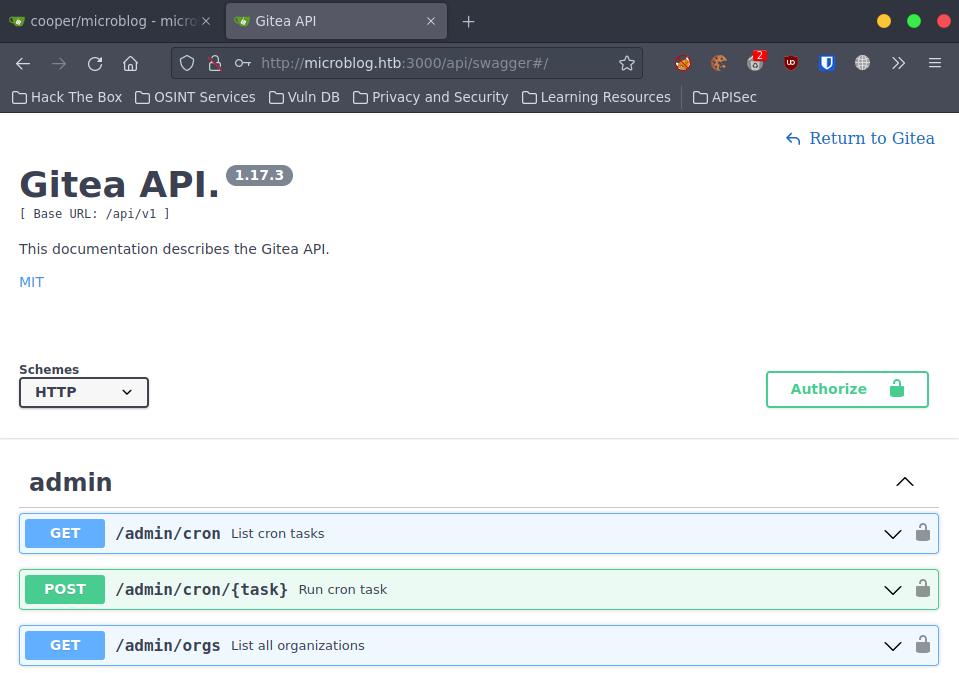 cooper/microblog - micro
Gitea API
http://microblog.htb:3000/api/swagger#/
2
UD
Hack The Box OSINT Services Vuln DB Privacy and Security Learning Resources APISec
Return to Gitea
Gitea API. 1.17.3
[ Base URL: /api/v1 ]
This documentation describes the Gitea API.
MIT
Schemes
HTTP
Authorize
admin
GET /admin/cron List cron tasks
POST /admin/cron/{task} Run cron task
GET /admin/orgs List all organizations